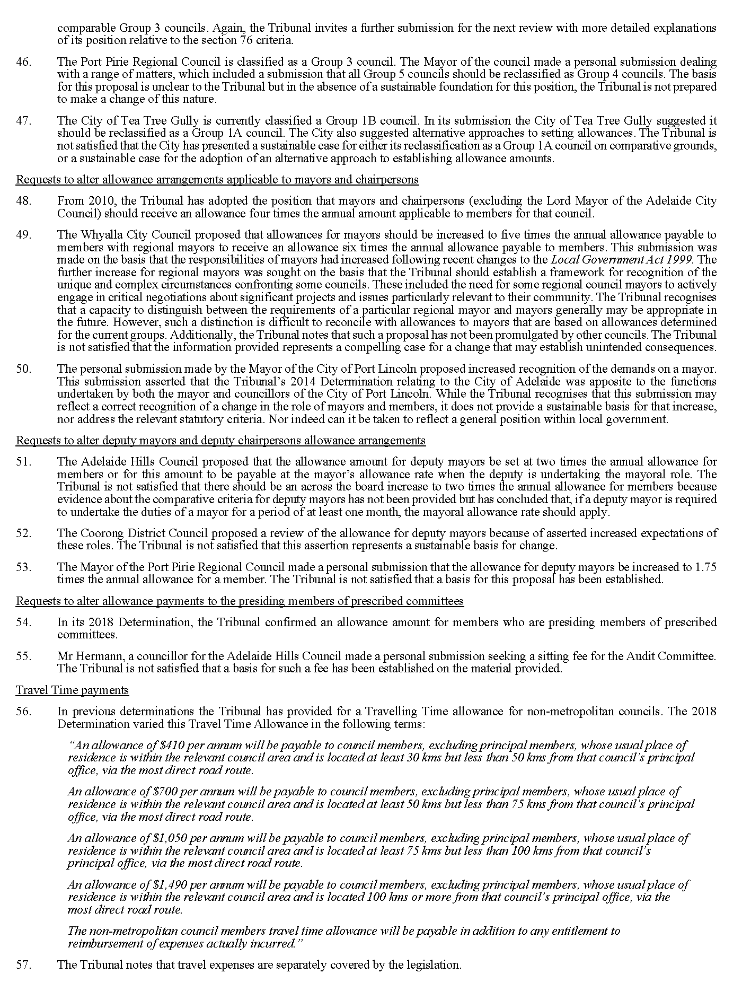 comparable Group 3 councils. Again, the Tribunal invites a further submission for the next review with more detailed explanations
of its position relative to the section 76 criteria.
46. The Port Pirie Regional Council is classified as a Group 3 council. The Mayor of the council made a personal submission dealing
with a range of matters, which included a submission that all Group 5 councils should be reclassified as Group 4 councils. The basis
for this proposal is unclear to the Tribunal but in the absence of a sustainable foundation for this position, the Tribunal is not prepared
to make a change of this nature.
47. The City of Tea Tree Gully is currently classified a Group 1B council. In its submission the City of Tea Tree Gully suggested it
should be reclassified as a Group 1A council. The City also suggested alternative approaches to setting allowances. The Tribunal is
not satisfied that the City has presented a sustainable case for either its reclassification as a Group 1A council on comparative grounds,
or a sustainable case for the adoption of an alternative approach to establishing allowance amounts.
Requests to alter allowance arrangements applicable to mayors and chairpersons
48. From 2010, the Tribunal has adopted the position that mayors and chairpersons (excluding the Lord Mayor of the Adelaide City
Council) should receive an allowance four times the annual amount applicable to members for that council.
49. The Whyalla City Council proposed that allowances for mayors should be increased to five times the annual allowance payable to
members with regional mayors to receive an allowance six times the annual allowance payable to members. This submission was
made on the basis that the responsibilities of mayors had increased following recent changes to the Local Government Act 1999. The
further increase for regional mayors was sought on the basis that the Tribunal should establish a framework for recognition of the
unique and complex circumstances confronting some councils. These included the need for some regional council mayors to actively
engage in critical negotiations about significant projects and issues particularly relevant to their community. The Tribunal recognises
that a capacity to distinguish between the requirements of a particular regional mayor and mayors generally may be appropriate in
the future. However, such a distinction is difficult to reconcile with allowances to mayors that are based on allowances determined
for the current groups. Additionally, the Tribunal notes that such a proposal has not been promulgated by other councils. The Tribunal
is not satisfied that the information provided represents a compelling case for a change that may establish unintended consequences.
50. The personal submission made by the Mayor of the City of Port Lincoln proposed increased recognition of the demands on a mayor.
This submission asserted that the Tribunal’s 2014 Determination relating to the City of Adelaide was apposite to the functions
undertaken by both the mayor and councillors of the City of Port Lincoln. While the Tribunal recognises that this submission may
reflect a correct recognition of a change in the role of mayors and members, it does not provide a sustainable basis for that increase,
nor address the relevant statutory criteria. Nor indeed can it be taken to reflect a general position within local government.
Requests to alter deputy mayors and deputy chairpersons allowance arrangements
51. The Adelaide Hills Council proposed that the allowance amount for deputy mayors be set at two times the annual allowance for
members or for this amount to be payable at the mayor’s allowance rate when the deputy is undertaking the mayoral role. The
Tribunal is not satisfied that there should be an across the board increase to two times the annual allowance for members because
evidence about the comparative criteria for deputy mayors has not been provided but has concluded that, if a deputy mayor is required
to undertake the duties of a mayor for a period of at least one month, the mayoral allowance rate should apply.
52. The Coorong District Council proposed a review of the allowance for deputy mayors because of asserted increased expectations of
these roles. The Tribunal is not satisfied that this assertion represents a sustainable basis for change.
53. The Mayor of the Port Pirie Regional Council made a personal submission that the allowance for deputy mayors be increased to 1.75
times the annual allowance for a member. The Tribunal is not satisfied that a basis for this proposal has been established.
Requests to alter allowance payments to the presiding members of prescribed committees
54. In its 2018 Determination, the Tribunal confirmed an allowance amount for members who are presiding members of prescribed
committees.
55. Mr Hermann, a councillor for the Adelaide Hills Council made a personal submission seeking a sitting fee for the Audit Committee.
The Tribunal is not satisfied that a basis for such a fee has been established on the material provided.
Travel Time payments
56. In previous determinations the Tribunal has provided for a Travelling Time allowance for non-metropolitan councils. The 2018
Determination varied this Travel Time Allowance in the following terms:
“An allowance of $410 per annum will be payable to council members, excluding principal members, whose usual place of
residence is within the relevant council area and is located at least 30 kms but less than 50 kms from that council’s principal
office, via the most direct road route.
An allowance of $700 per annum will be payable to council members, excluding principal members, whose usual place of
residence is within the relevant council area and is located at least 50 kms but less than 75 kms from that council’s principal
office, via the most direct road route.
An allowance of $1,050 per annum will be payable to council members, excluding principal members, whose usual place of
residence is within the relevant council area and is located at least 75 kms but less than 100 kms from that council’s
principal office, via the most direct road route.
An allowance of $1,490 per annum will be payable to council members, excluding principal members, whose usual place of
residence is within the relevant council area and is located 100 kms or more from that council’s principal office, via the
most direct road route.
The non-metropolitan council members travel time allowance will be payable in addition to any entitlement to
reimbursement of expenses actually incurred.”
57. The Tribunal notes that travel expenses are separately covered by the legislation.